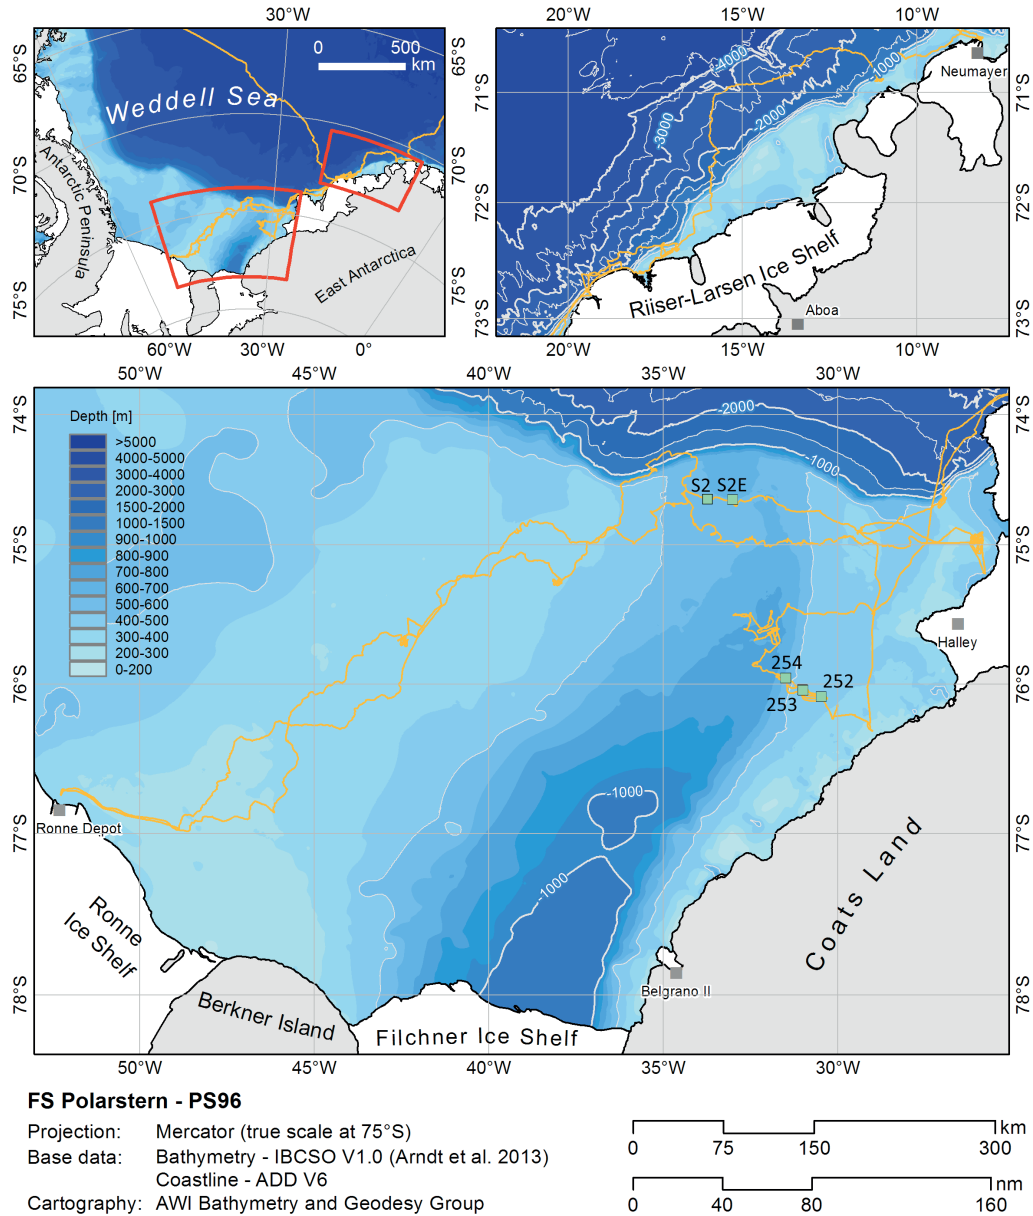 30°W
65°S
65°S
0 500
km
Weddell Sea
Antarctic Peninsula
70°S
70°S
East Antarctica
75°S
75°S
60°W 30°W 0°
20°W 15°W 10°W
-4000
-3000
-2000
-1000
Neumayer
71°S
71°S
72°S
72°S
Riiser-Larsen Ice Shelf
Aboa
73°S
73°S
20°W 15°W 10°W
50°W 45°W 40°W 35°W 30°W
74°S
74°S
Depth [m]
>5000
4000-5000
3000-4000
2000-3000
1500-2000
1000-1500
900-1000
800-900
700-800
600-700
500-600
400-500
300-400
200-300
0-200
-2000
-1000
S2 S2E
75°S
75°S
Halley
254
252
253
76°S
76°S
-1000
Ronne Depot
77°S
77°S
-1000
Ronne
Ice Shelf
Coats Land
Belgrano II
78°S
78°S
Berkner Island
Filchner Ice Shelf
50°W 45°W 40°W 35°W 30°W
FS Polarstern - PS96
Projection: Mercator (true scale at 75°S)
Base data: Bathymetry - IBCSO V1.0 (Arndt et al. 2013)
Coastline - ADD V6
Cartography: AWI Bathymetry and Geodesy Group
km
0 75 150 300
nm
0 40 80 160